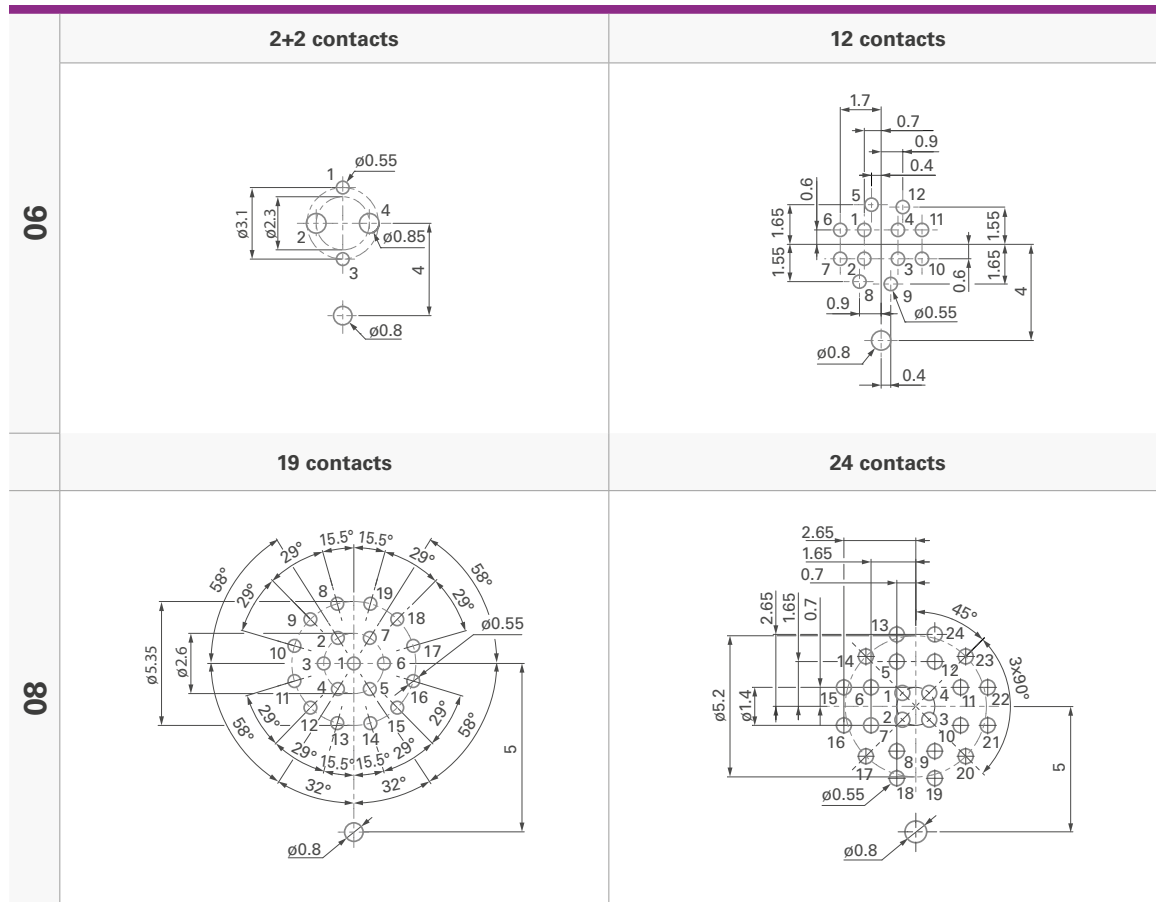 2+2 contacts
12 contacts
06
1
ø0.55
ø3.1
ø2.3
2
4
ø0.85
3
4
ø0.8
1.7
0.7
0.9
0.4
0.6
5
12
1.65
6 1 4 11
1.55
1.55
7 2 3 10
0.6
1.65
8 9
4
0.9
ø0.55
ø0.8
0.4
19 contacts
24 contacts
08
15.5° 15.5°
29° 29°
58° 58°
29° 29°
8 19
9 18
ø0.55
2 7
10 17
ø5.35
ø2.6
3 1 6
4 5
11 16
12 15
13 14
29° 29°
58° 58°
29° 15.5° 15.5° 29°
32° 32°
5
ø0.8
2.65
1.65
0.7
2.65
1.65
0.7
45°
13 24
14 23
5 12
3x90°
15 6 1 4 11 22
ø5.2
ø1.4
2 3
16 7 10 21
8 9
17 20
5
ø0.55
18 19
ø0.8